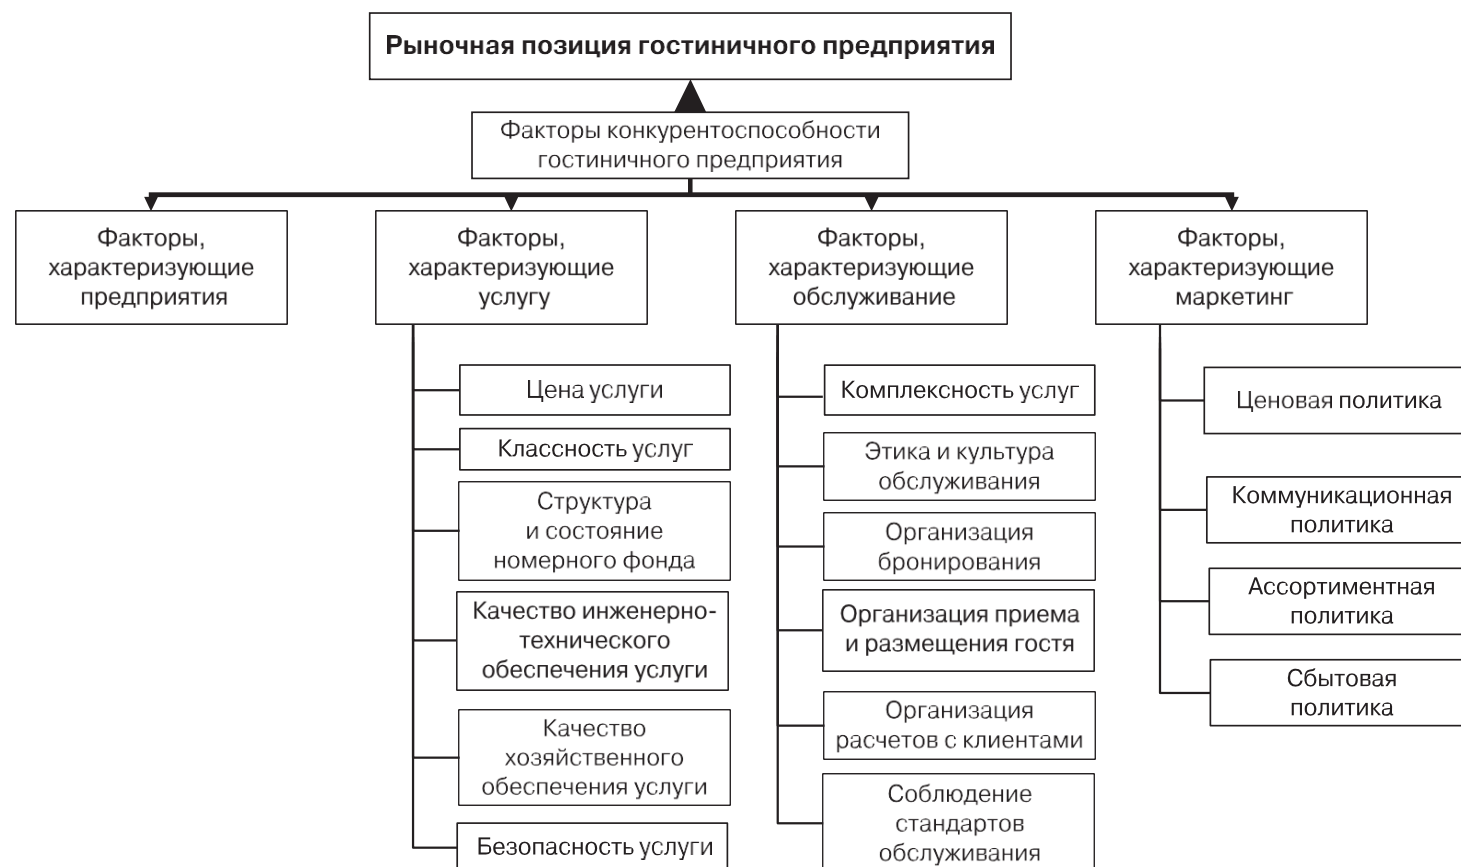 Рыночная позиция гостиничного предприятия
Факторы конкурентоспособности
гостиничного предприятия
Факторы,
характеризующие
предприятия
Факторы,
характеризующие
услугу
Факторы,
характеризующие
обслуживание
Факторы,
характеризующие
маркетинг
Цена услуги
Классность услуг
Структура
и состояние
номерного фонда
Качество инженерно-
технического
обеспечения услуги
Качество
хозяйственного
обеспечения услуги
Безопасность услуги
Комплексность услуг
Этика и культура
обслуживания
Организация
бронирования
Организация приема
и размещения гостя
Организация
расчетов с клиентами
Соблюдение
стандартов
обслуживания
Ценовая политика
Коммуникационная
политика
Ассортиментная
политика
Сбытовая
политика